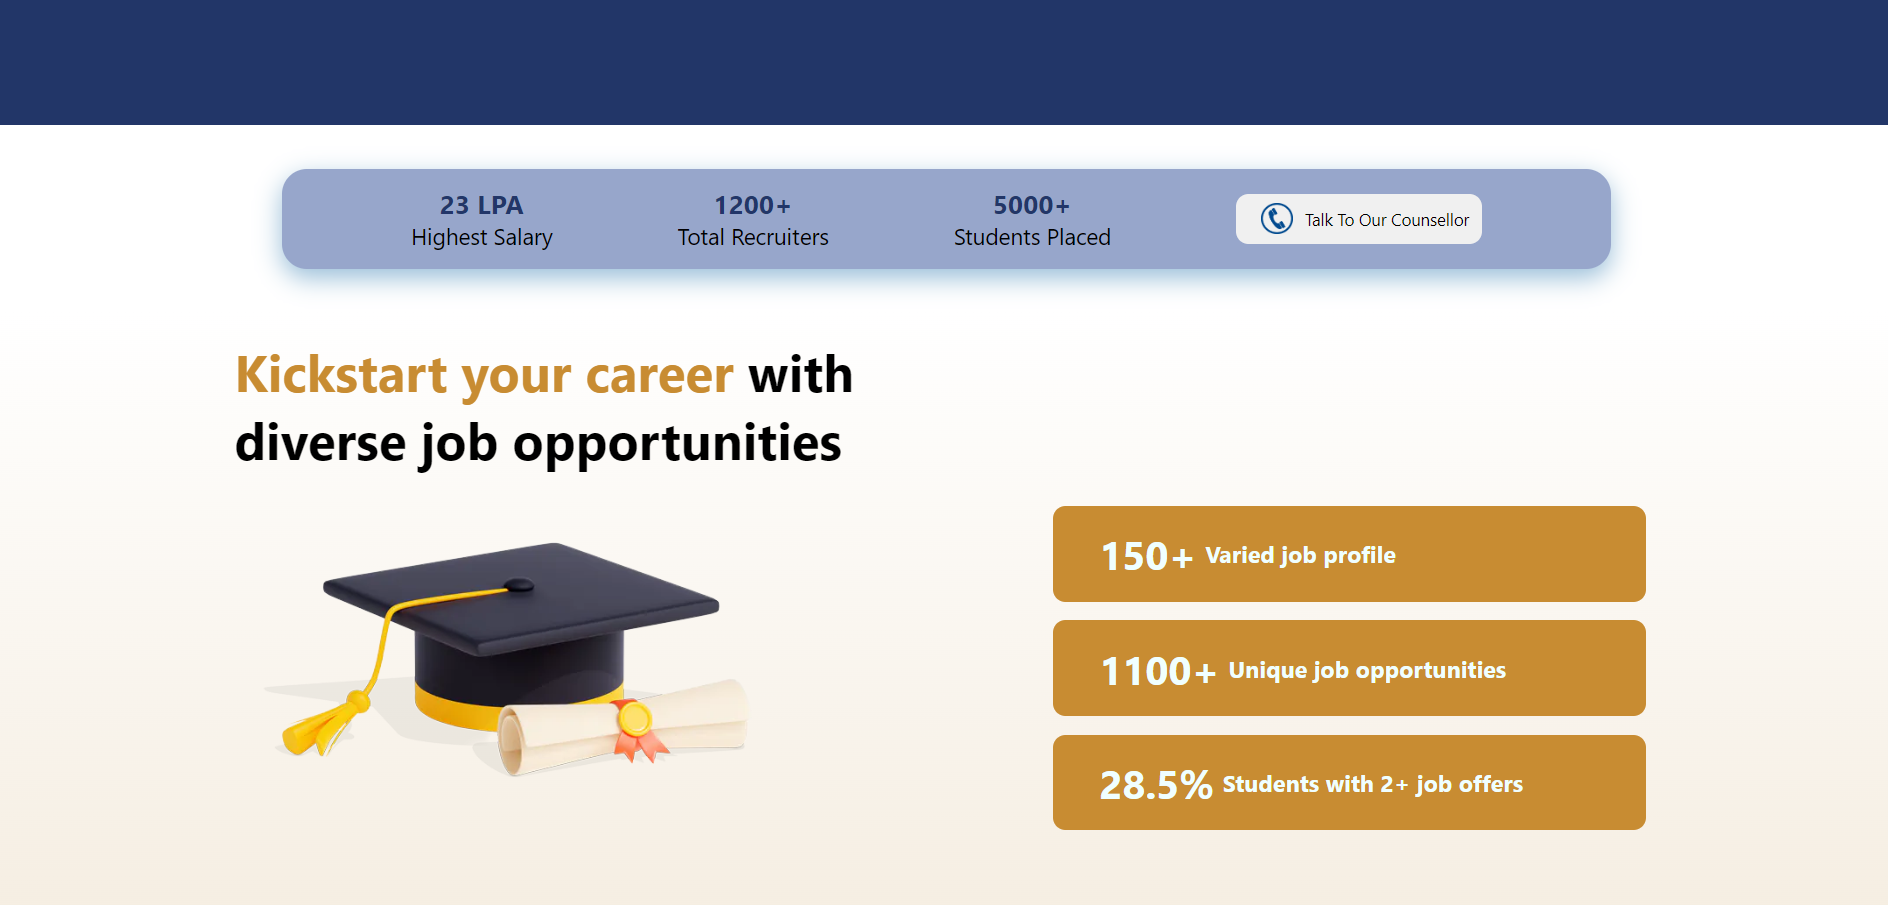 23 LPA
Highest Salary
1200+
Total Recruiters
5000+
Students Placed
Talk To Our Counsellor
Kickstart your career with
diverse job opportunities
150+ Varied job profile
1100+ Unique job opportunities
28.5% Students with 2+ job offers